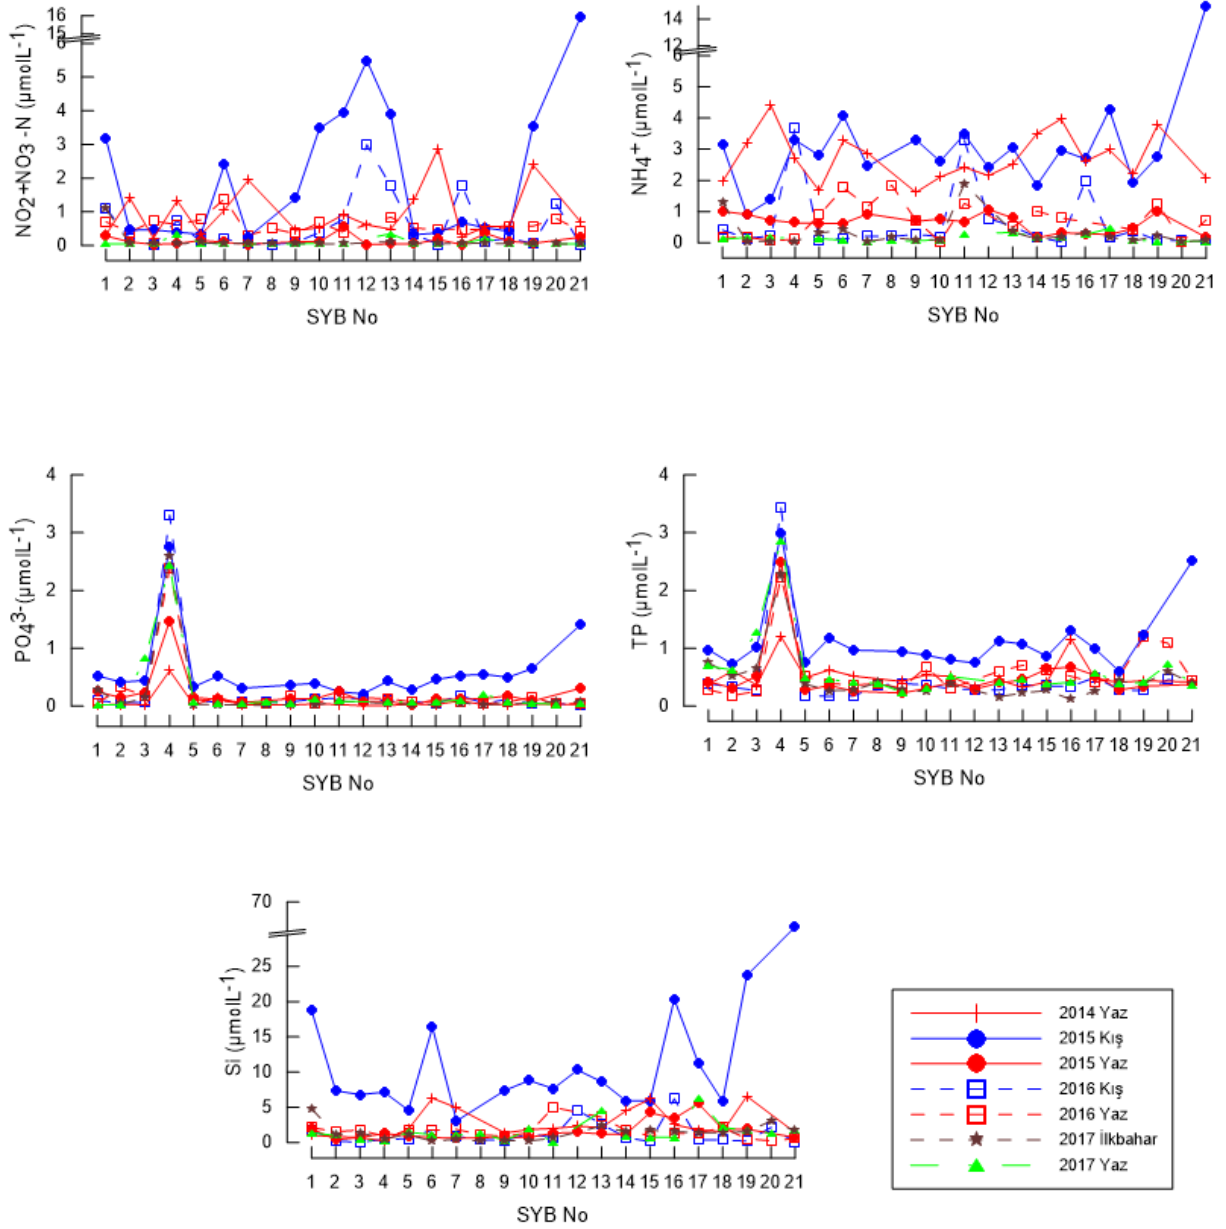 NO2+NO3 -N (µmolL-1)
16
15
6
5
4
3
2
1
0
1 2 3 4 5 6 7 8 9 10 11 12 13 14 15 16 17 18 19 20 21
SYB No
NH4+ (µmolL-1)
14
12
6
5
4
3
2
1
0
1 2 3 4 5 6 7 8 9 10 11 12 13 14 15 16 17 18 19 20 21
SYB No
PO43-(µmolL-1)
4
3
2
1
0
1 2 3 4 5 6 7 8 9 10 11 12 13 14 15 16 17 18 19 20 21
SYB No
TP (µmolL-1)
4
3
2
1
0
1 2 3 4 5 6 7 8 9 10 11 12 13 14 15 16 17 18 19 20 21
SYB No
Si (µmolL-1)
70
25
20
15
10
5
0
1 2 3 4 5 6 7 8 9 10 11 12 13 14 15 16 17 18 19 20 21
SYB No
2014 Yaz
2015 Kış
2015 Yaz
2016 Kış
2016 Yaz
2017 İlkbahar
2017 Yaz